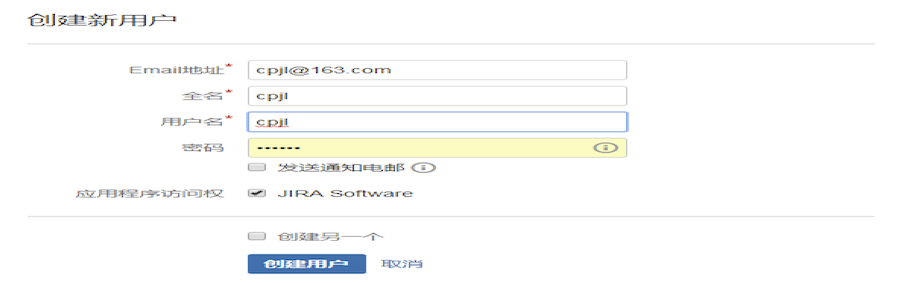 创建新用户
Email地址* cpjl@163.com
全名* cpjl
用户名* cpjl
密码 ••••••
发送通知电邮
应用程序访问权 JIRA Software
创建另一个
创建用户 取消